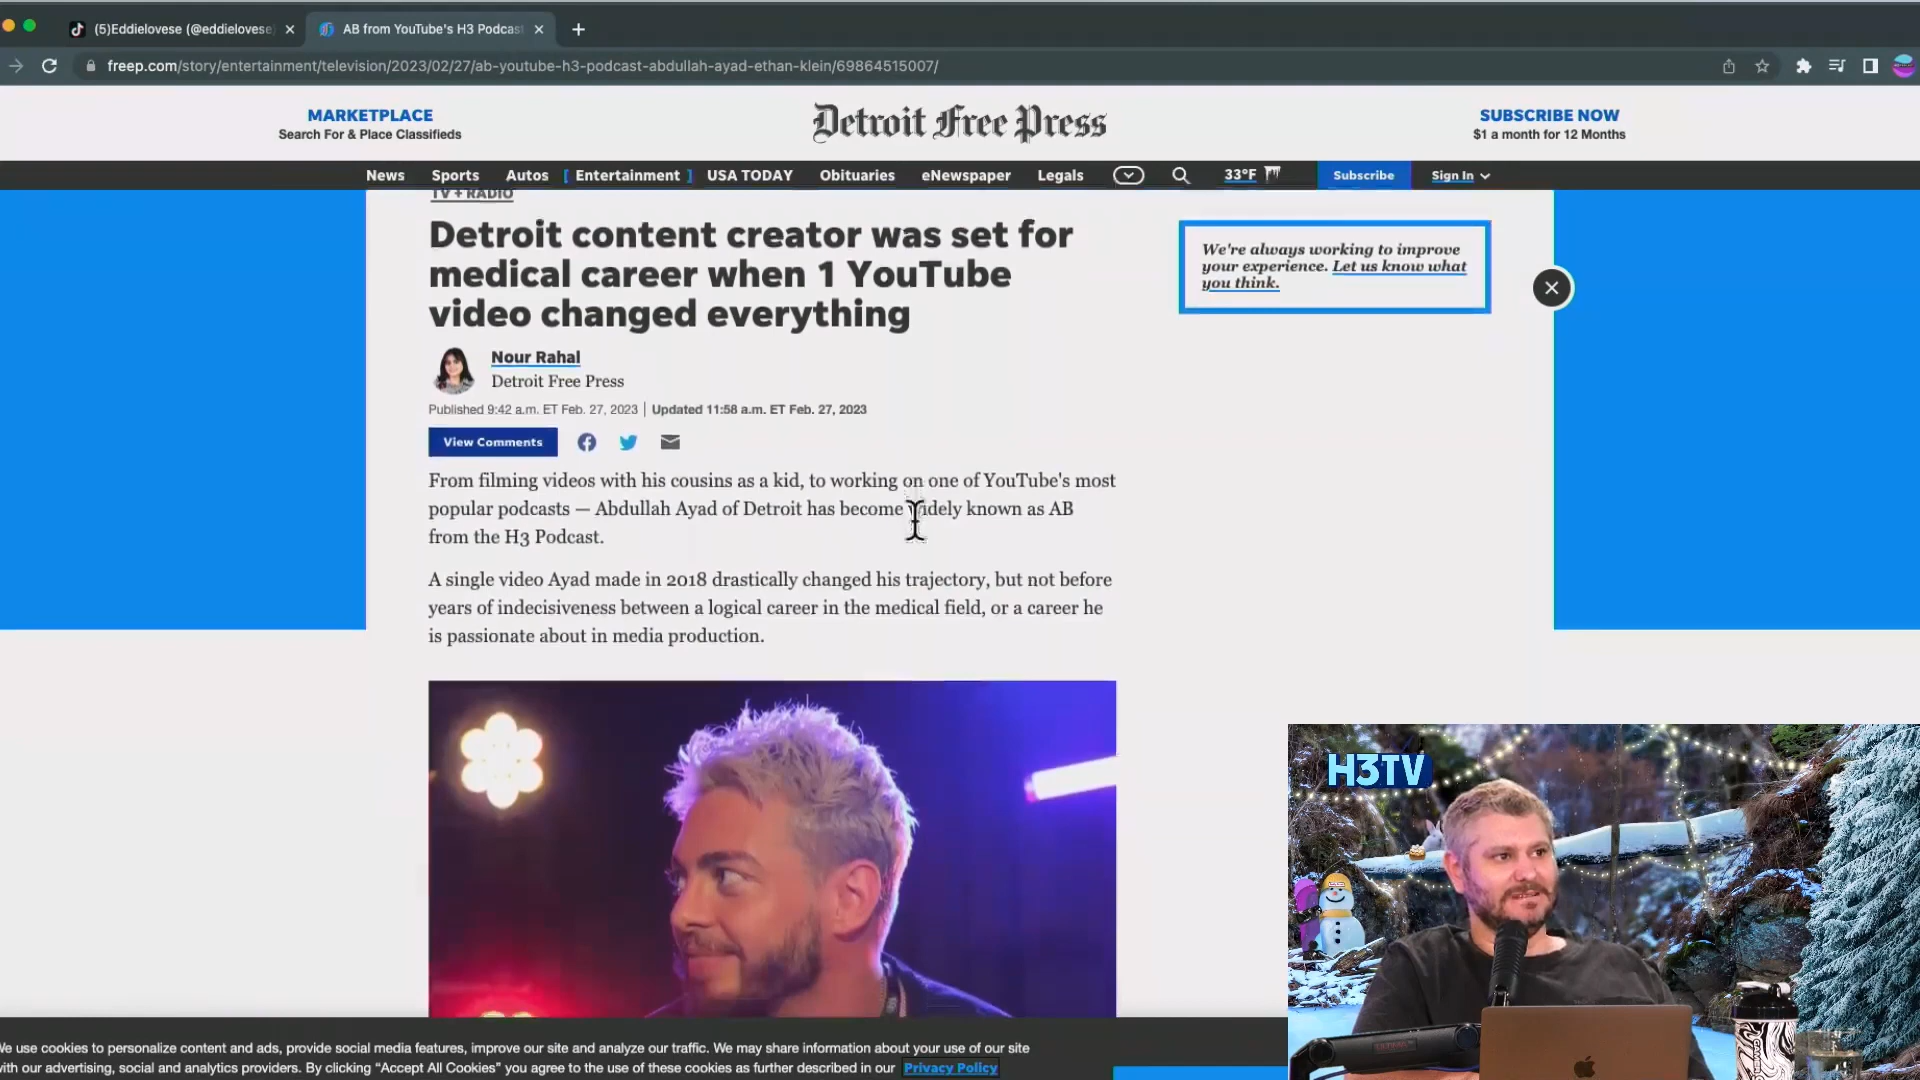 (5)Eddielovese (@eddielovese)
AB from YouTube's H3 Podcast
freep.com/story/entertainment/television/2023/02/27/ab-youtube-h3-podcast-abdullah-ayad-ethan-klein/69864515007/
MARKETPLACE
Search For & Place Classifieds
Detroit Free Press
SUBSCRIBE NOW
$1 a month for 12 Months
News Sports Autos [ Entertainment ] USA TODAY Obituaries eNewspaper Legals 33°F Subscribe Sign In
TV + RADIO
Detroit content creator was set for
medical career when 1 YouTube
video changed everything
We're always working to improve
your experience. Let us know what
you think.
Nour Rahal
Detroit Free Press
Published 9:42 a.m. ET Feb. 27, 2023 | Updated 11:58 a.m. ET Feb. 27, 2023
View Comments
From filming videos with his cousins as a kid, to working on one of YouTube's most
popular podcasts — Abdullah Ayad of Detroit has become widely known as AB
from the H3 Podcast.
A single video Ayad made in 2018 drastically changed his trajectory, but not before
years of indecisiveness between a logical career in the medical field, or a career he
is passionate about in media production.
H3TV
We use cookies to personalize content and ads, provide social media features, improve our site and analyze our traffic. We may share information about your use of our site
with our advertising, social and analytics providers. By clicking "Accept All Cookies" you agree to the use of these cookies as further described in our Privacy Policy